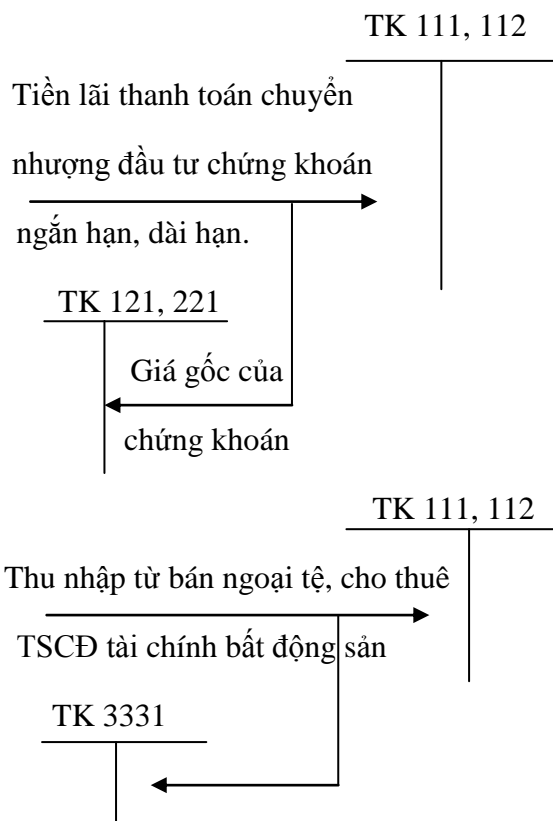 TK 111, 112
Tiền lãi thanh toán chuyển
nhượng đầu tư chứng khoán
ngắn hạn, dài hạn.
TK 121, 221
Giá gốc của
chứng khoán
TK 111, 112
Thu nhập từ bán ngoại tệ, cho thuê
TSCĐ tài chính bất động sản
TK 3331